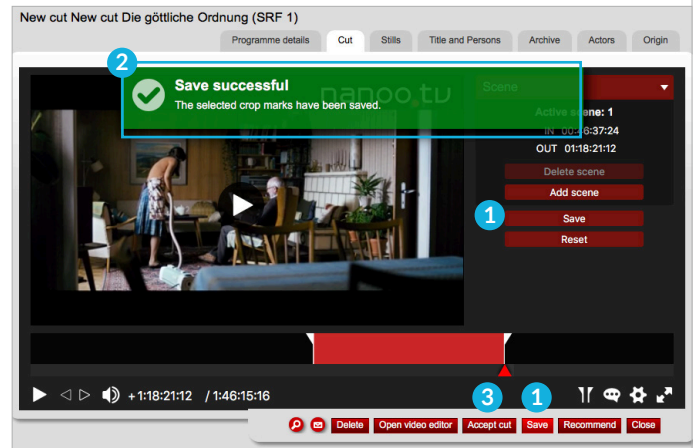 New cut New cut Die göttliche Ordnung (SRF 1)
Programme details Cut Stills Title and Persons Archive Actors Origin
2
Save successful
The selected crop marks have been saved.
nanoo.tv
Scene
Active scene: 1
IN 00:46:37:24
OUT 01:18:21:12
Delete scene
Add scene
1
Save
Reset
+1:18:21:12 / 1:46:15:16
3 1
Delete Open video editor Accept cut Save Recommend Close